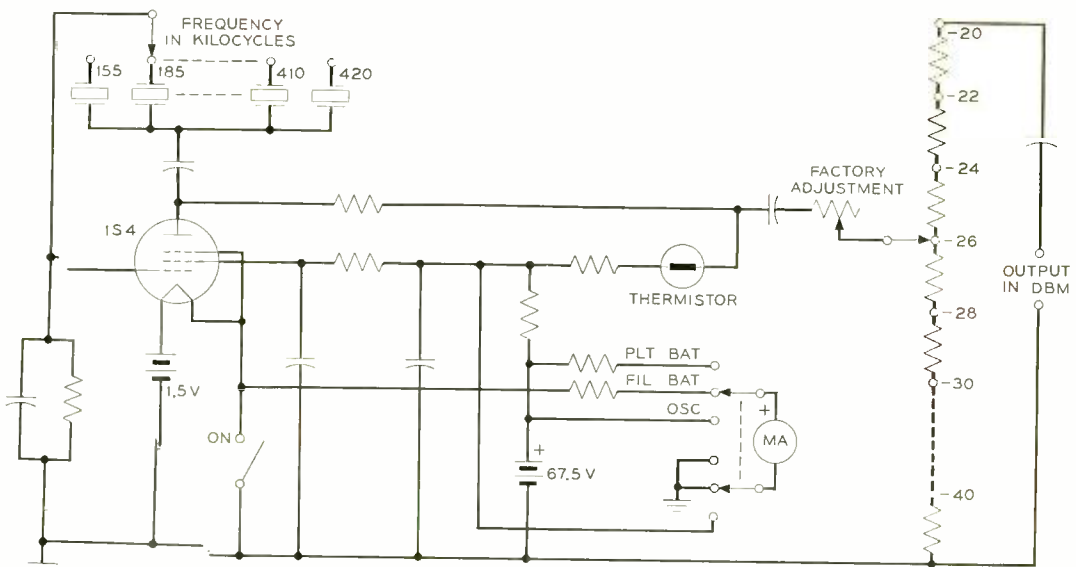 FREQUENCY
IN KILOCYCLES
155
185
410
420
-20
-22
-24
FACTORY
ADJUSTMENT
1S4
-26
THERMISTOR
OUTPUT
IN DBM
-28
PLT BAT
FIL BAT
-30
1.5 V
OSC
+
MA
ON
+
67.5 V
-40